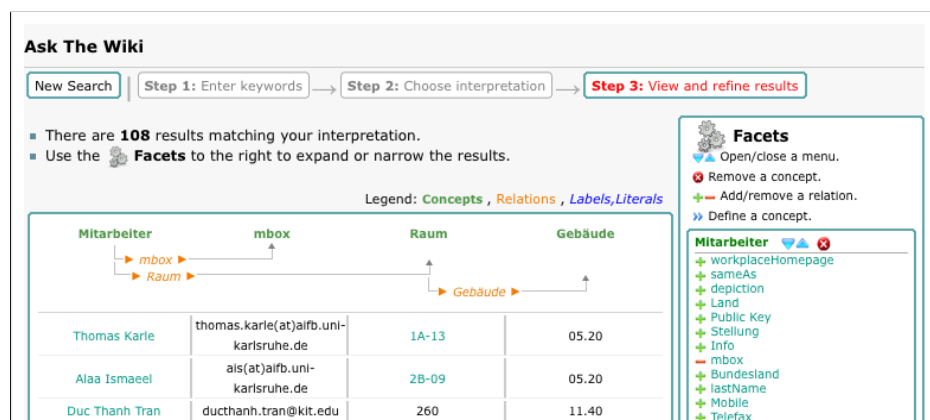 Ask The Wiki
New Search
Step 1: Enter keywords
Step 2: Choose interpretation
Step 3: View and refine results
There are 108 results matching your interpretation.
Use the Facets to the right to expand or narrow the results.
Legend: Concepts , Relations , Labels,Literals
Mitarbeiter mbox Raum Gebäude
mbox
Raum
Gebäude
Thomas Karle thomas.karle(at)aifb.uni-karlsruhe.de 1A-13 05.20
Alaa Ismaeel ais(at)aifb.uni-karlsruhe.de 2B-09 05.20
Duc Thanh Tran ducthanh.tran@kit.edu 260 11.40
Facets
Open/close a menu.
Remove a concept.
Add/remove a relation.
Define a concept.
Mitarbeiter
workplaceHomepage
sameAs
depiction
Land
Public Key
Stellung
Info
mbox
Bundesland
lastName
Mobile
Telefax